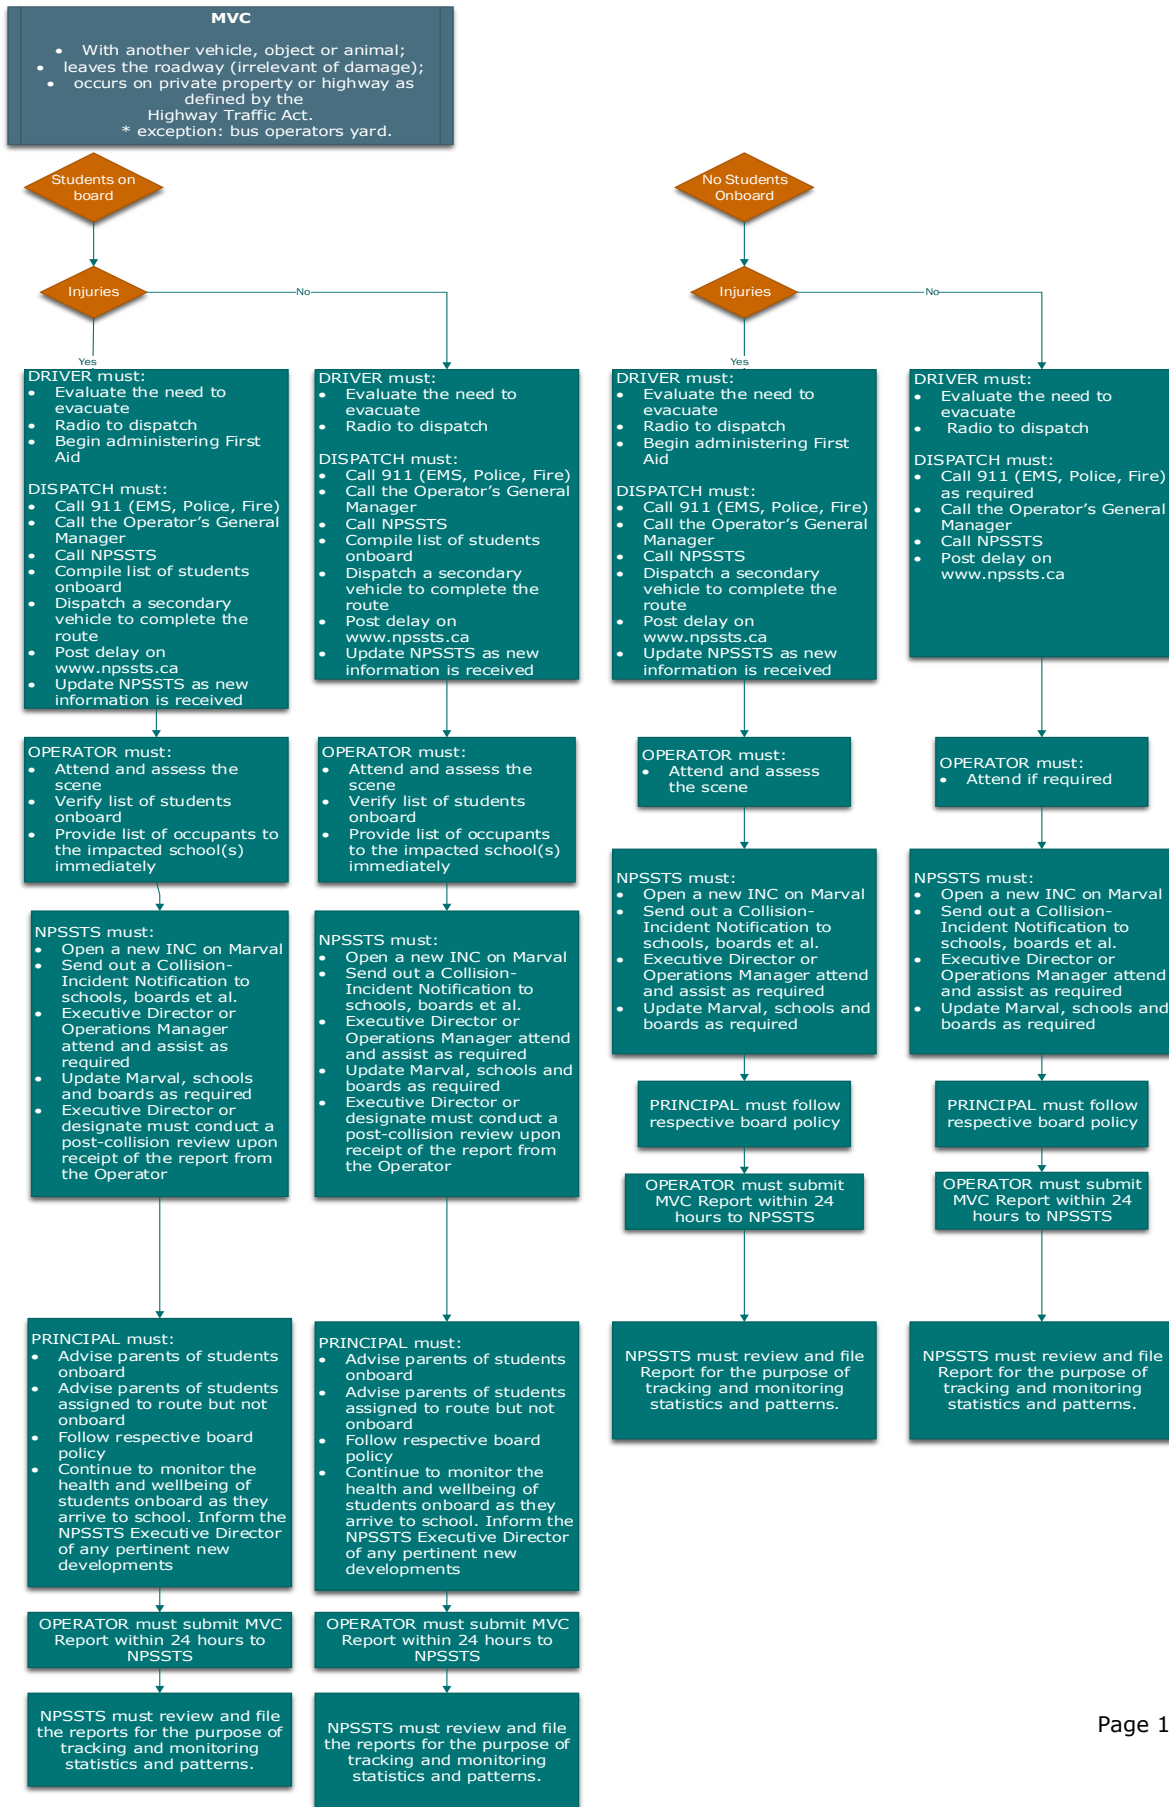 MVC
• With another vehicle, object or animal;
• leaves the roadway (irrelevant of damage);
• occurs on private property or highway as
defined by the
Highway Traffic Act.
* exception: bus operators yard.
Students on
board
No Students
Onboard
Injuries
No
Yes
Injuries
No
Yes
DRIVER must:
• Evaluate the need to
evacuate
• Radio to dispatch
• Begin administering First
Aid
DISPATCH must:
• Call 911 (EMS, Police, Fire)
• Call the Operator’s General
Manager
• Call NPSSTS
• Compile list of students
onboard
• Dispatch a secondary
vehicle to complete the
route
• Post delay on
www.npssts.ca
• Update NPSSTS as new
information is received
DRIVER must:
• Evaluate the need to
evacuate
• Radio to dispatch
DISPATCH must:
• Call 911 (EMS, Police, Fire)
• Call the Operator’s General
Manager
• Call NPSSTS
• Compile list of students
onboard
• Dispatch a secondary
vehicle to complete the
route
• Post delay on
www.npssts.ca
• Update NPSSTS as new
information is received
DRIVER must:
• Evaluate the need to
evacuate
• Radio to dispatch
• Begin administering First
Aid
DISPATCH must:
• Call 911 (EMS, Police, Fire)
• Call the Operator’s General
Manager
• Call NPSSTS
• Dispatch a secondary
vehicle to complete the
route
• Post delay on
www.npssts.ca
• Update NPSSTS as new
information is received
DRIVER must:
• Evaluate the need to
evacuate
• Radio to dispatch
DISPATCH must:
• Call 911 (EMS, Police, Fire)
as required
• Call the Operator’s General
Manager
• Call NPSSTS
• Post delay on
www.npssts.ca
OPERATOR must:
• Attend and assess the
scene
• Verify list of students
onboard
• Provide list of occupants to
the impacted school(s)
immediately
OPERATOR must:
• Attend and assess the
scene
• Verify list of students
onboard
• Provide list of occupants
to the impacted school(s)
immediately
OPERATOR must:
• Attend and assess
the scene
OPERATOR must:
• Attend if required
NPSSTS must:
• Open a new INC on Marval
• Send out a Collision-
Incident Notification to
schools, boards et al.
• Executive Director or
Operations Manager
attend and assist as
required
• Update Marval, schools
and boards as required
• Executive Director or
designate must conduct a
post-collision review upon
receipt of the report from
the Operator
NPSSTS must:
• Open a new INC on Marval
• Send out a Collision-
Incident Notification to
schools, boards et al.
• Executive Director or
Operations Manager attend
and assist as required
• Update Marval, schools and
boards as required
• Executive Director or
designate must conduct a
post-collision review upon
receipt of the report from
the Operator
NPSSTS must:
• Open a new INC on Marval
• Send out a Collision-
Incident Notification to
schools, boards et al.
• Executive Director or
Operations Manager attend
and assist as required
• Update Marval, schools and
boards as required
NPSSTS must:
• Open a new INC on Marval
• Send out a Collision-
Incident Notification to
schools, boards et al.
• Executive Director or
Operations Manager attend
and assist as required
• Update Marval, schools and
boards as required
PRINCIPAL must follow
respective board policy
PRINCIPAL must follow
respective board policy
OPERATOR must submit
MVC Report within 24
hours to NPSSTS
OPERATOR must submit
MVC Report within 24
hours to NPSSTS
PRINCIPAL must:
• Advise parents of students
onboard
• Advise parents of students
assigned to route but not
onboard
• Follow respective board
policy
• Continue to monitor the
health and wellbeing of
students onboard as they
arrive to school. Inform the
NPSSTS Executive Director
of any pertinent new
developments
PRINCIPAL must:
• Advise parents of students
onboard
• Advise parents of students
assigned to route but not
onboard
• Follow respective board
policy
• Continue to monitor the
health and wellbeing of
students onboard as they
arrive to school. Inform the
NPSSTS Executive Director
of any pertinent new
developments
NPSSTS must review and file
Report for the purpose of
tracking and monitoring
statistics and patterns.
NPSSTS must review and file
Report for the purpose of
tracking and monitoring
statistics and patterns.
OPERATOR must submit MVC
Report within 24 hours to
NPSSTS
OPERATOR must submit MVC
Report within 24 hours to
NPSSTS
NPSSTS must review and file
the reports for the purpose of
tracking and monitoring
statistics and patterns.
NPSSTS must review and file
the reports for the purpose of
tracking and monitoring
statistics and patterns.
Page 1